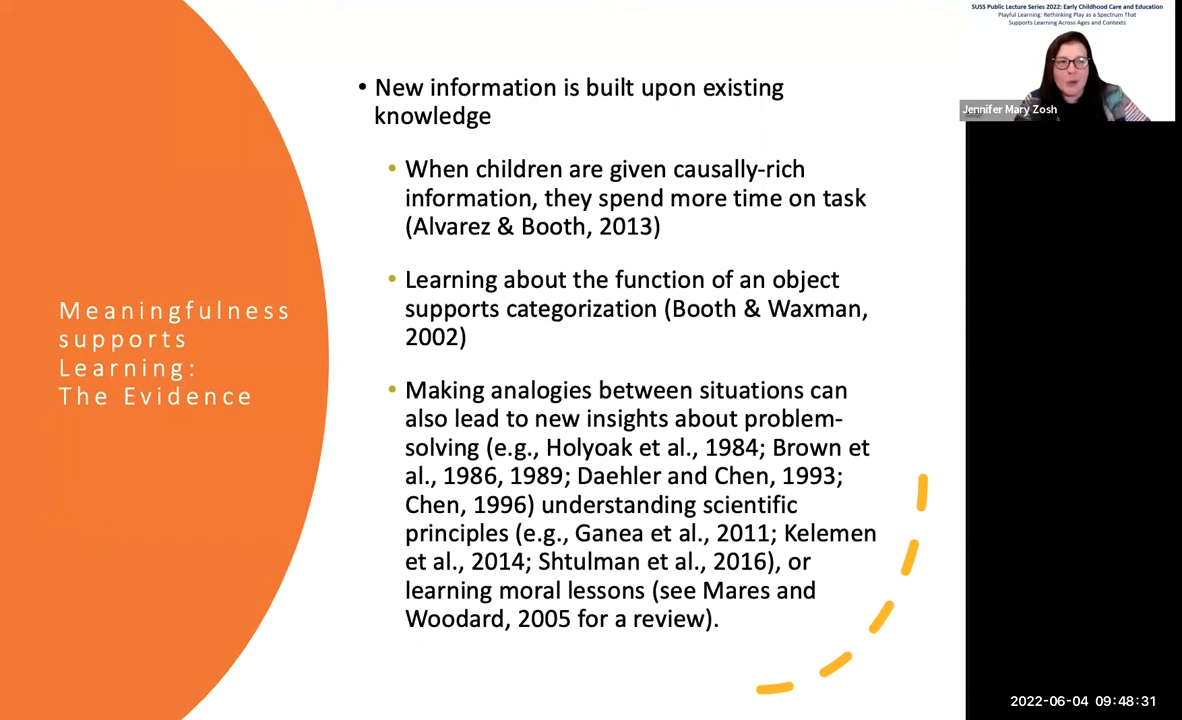 Meaningfulness
supports
Learning:
The Evidence
• New information is built upon existing
knowledge
• When children are given causally-rich
information, they spend more time on task
(Alvarez & Booth, 2013)
• Learning about the function of an object
supports categorization (Booth & Waxman,
2002)
• Making analogies between situations can
also lead to new insights about problem-
solving (e.g., Holyoak et al., 1984; Brown et
al., 1986, 1989; Daehler and Chen, 1993;
Chen, 1996) understanding scientific
principles (e.g., Ganea et al., 2011; Kelemen
et al., 2014; Shtulman et al., 2016), or
learning moral lessons (see Mares and
Woodard, 2005 for a review).
SUSS Public Lecture Series 2022: Early Childhood Care and Education
Playful Learning: Rethinking Play as a Spectrum That
Supports Learning Across Ages and Contexts
Jennifer Mary Zosh
2022-06-04 09:48:31